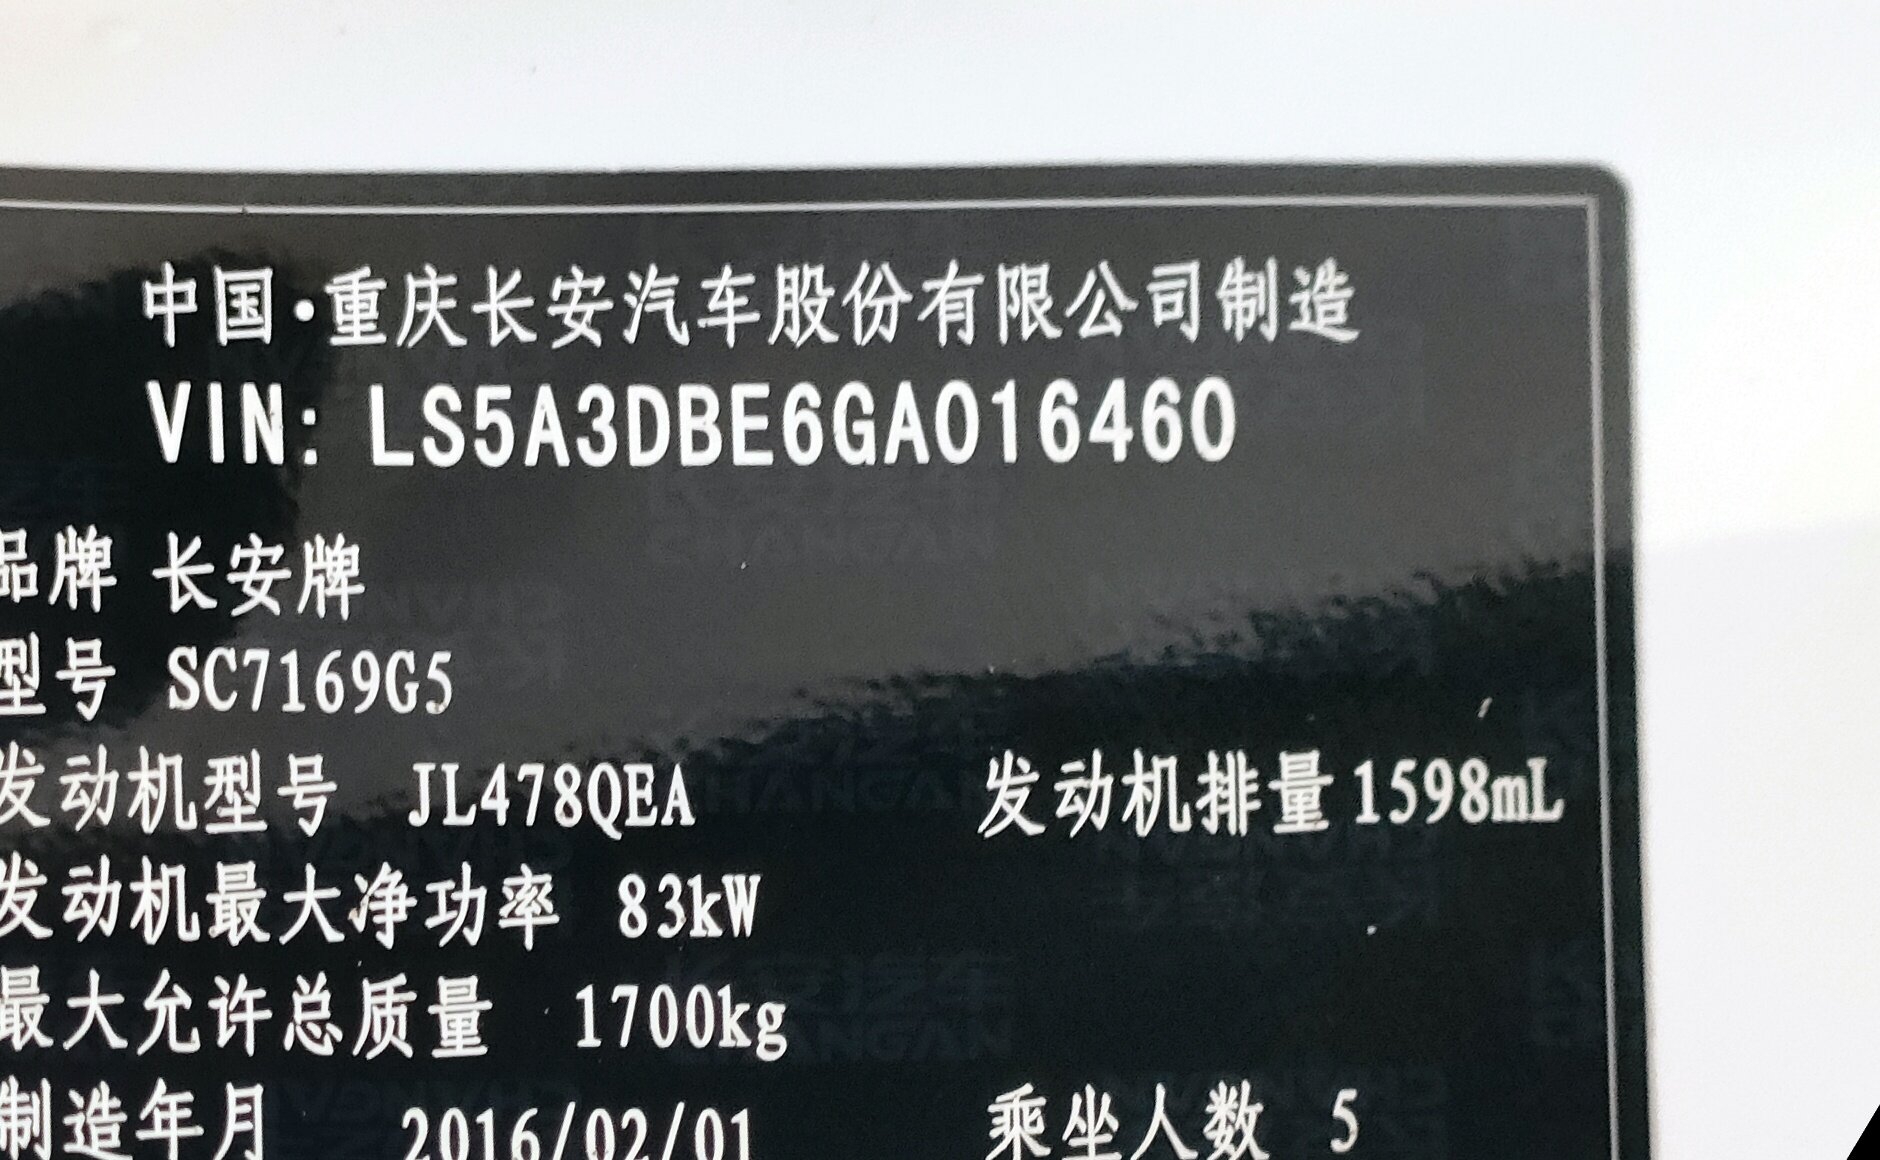 中国·重庆长安汽车股份有限公司制造
VIN: LS5A3DBE6GA016460
品牌 长安牌
型号 SC7169G5
发动机型号 JL478QEA 发动机排量 1598mL
发动机最大净功率 83kW
最大允许总质量 1700kg
制造年月 2016/02/01 乘坐人数 5